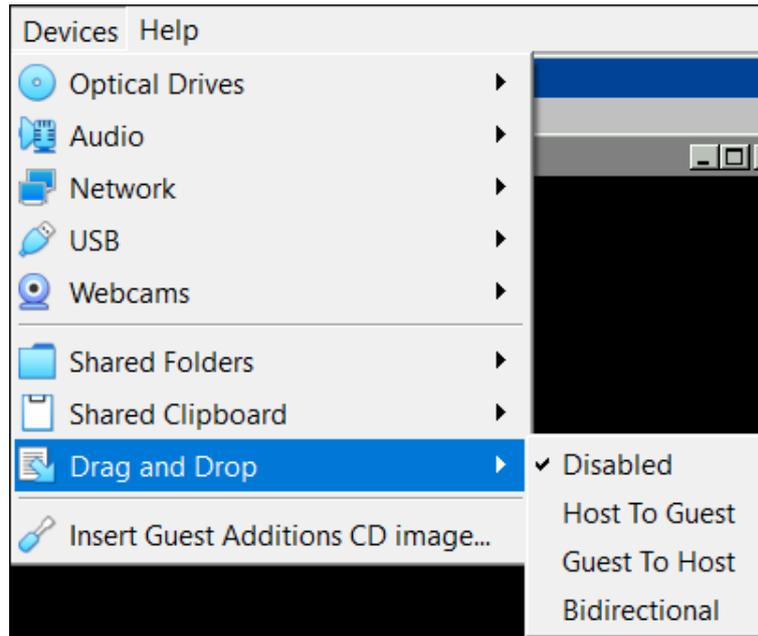 Devices Help
Optical Drives
Audio
Network
USB
Webcams
Shared Folders
Shared Clipboard
Drag and Drop
Disabled
Host To Guest
Guest To Host
Bidirectional
Insert Guest Additions CD image...